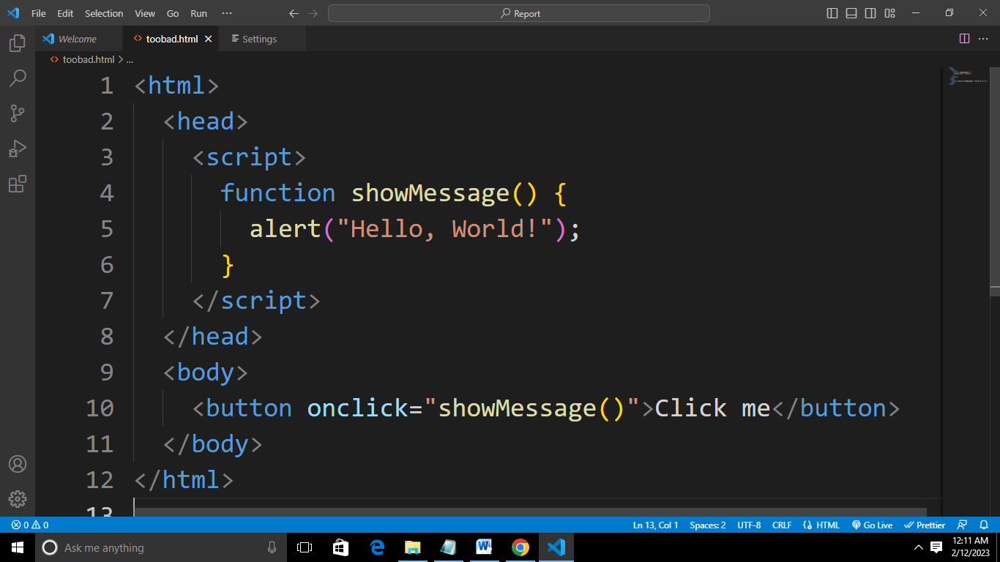 File Edit Selection View Go Run ··· Report
Welcome toobad.html Settings
toobad.html > ...
1 <html>
2 <head>
3 <script>
4 function showMessage() {
5 alert("Hello, World!");
6 }
7 </script>
8 </head>
9 <body>
10 <button onclick="showMessage()">Click me</button>
11 </body>
12 </html>
13
0 0 Ln 13, Col 1 Spaces: 2 UTF-8 CRLF HTML Go Live Prettier
Ask me anything 12:11 AM
2/12/2023